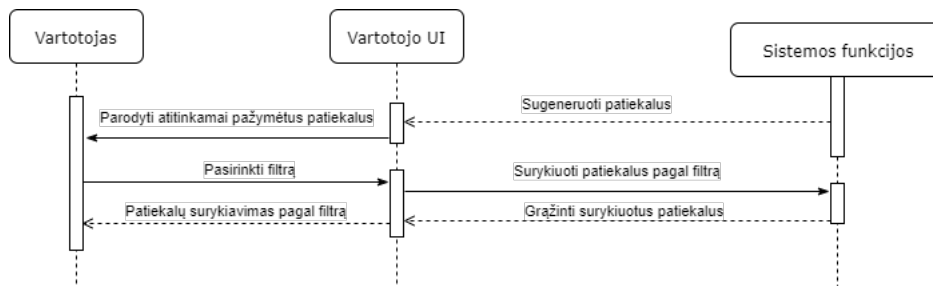 Vartotojas
Vartotojo UI
Sistemos funkcijos
Sugeneruoti patiekalus
Parodyti atitinkamai pažymėtus patiekalus
Pasirinkti filtrą
Surykiuoti patiekalus pagal filtrą
Patiekalų surykiavimas pagal filtrą
Grąžinti surykiuotus patiekalus